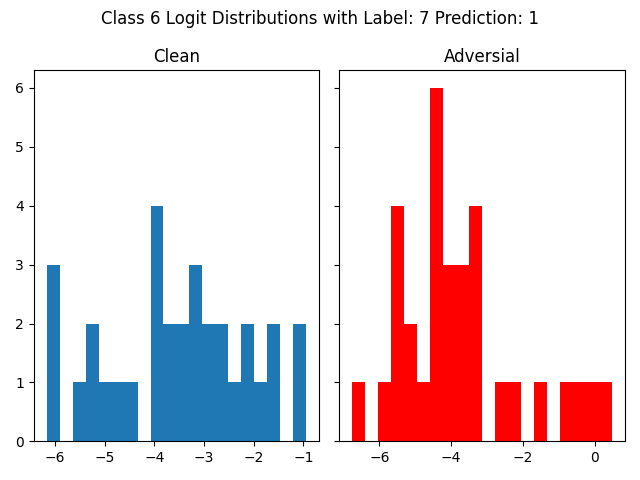 Class 6 Logit Distributions with Label: 7 Prediction: 1
Clean
Adversial
6
5
4
3
2
1
0
−6 −5 −4 −3 −2 −1
−6 −4 −2 0